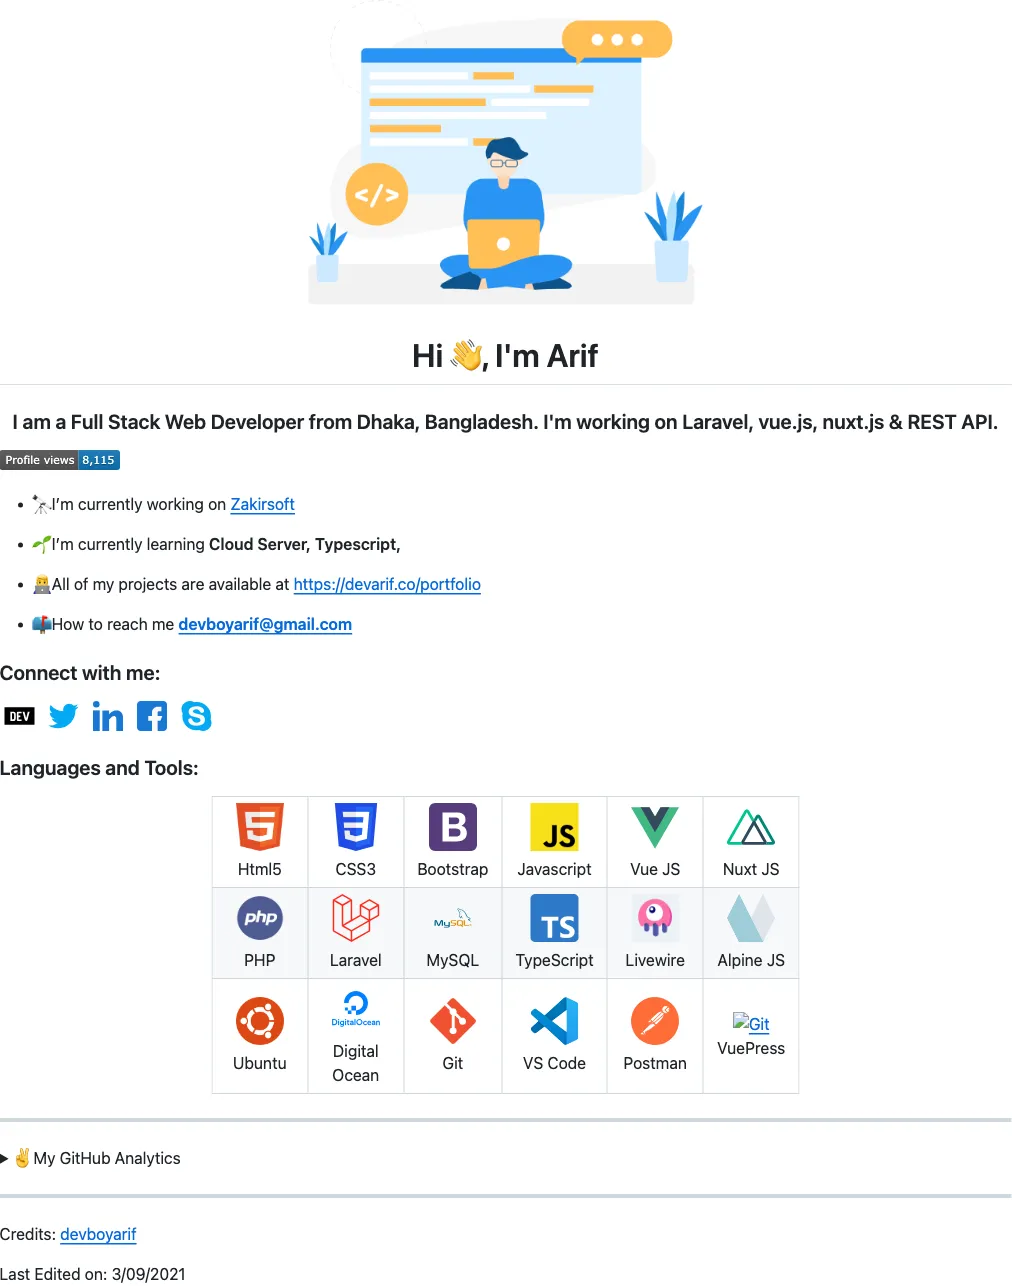 </>
Hi 👋, I'm Arif
I am a Full Stack Web Developer from Dhaka, Bangladesh. I'm working on Laravel, vue.js, nuxt.js & REST API.
Profile views 8,115
• 🔭I'm currently working on Zakirsoft
• 🌱I'm currently learning Cloud Server, Typescript,
• 👨‍💻All of my projects are available at https://devarif.co/portfolio
• 📫How to reach me devboyarif@gmail.com
Connect with me:
DEV
Languages and Tools:
B JS
Html5 CSS3 Bootstrap Javascript Vue JS Nuxt JS
php MySQL TS
PHP Laravel MySQL TypeScript Livewire Alpine JS
DigitalOcean Git
Ubuntu Digital Ocean Git VS Code Postman VuePress
▶ ✌️My GitHub Analytics
Credits: devboyarif
Last Edited on: 3/09/2021